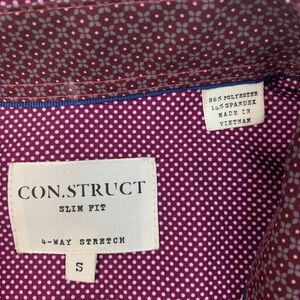 86% POLYESTER
14% SPANDEX
MADE IN
VIETNAM
CON.STRUCT
SLIM FIT
4-WAY STRETCH
S